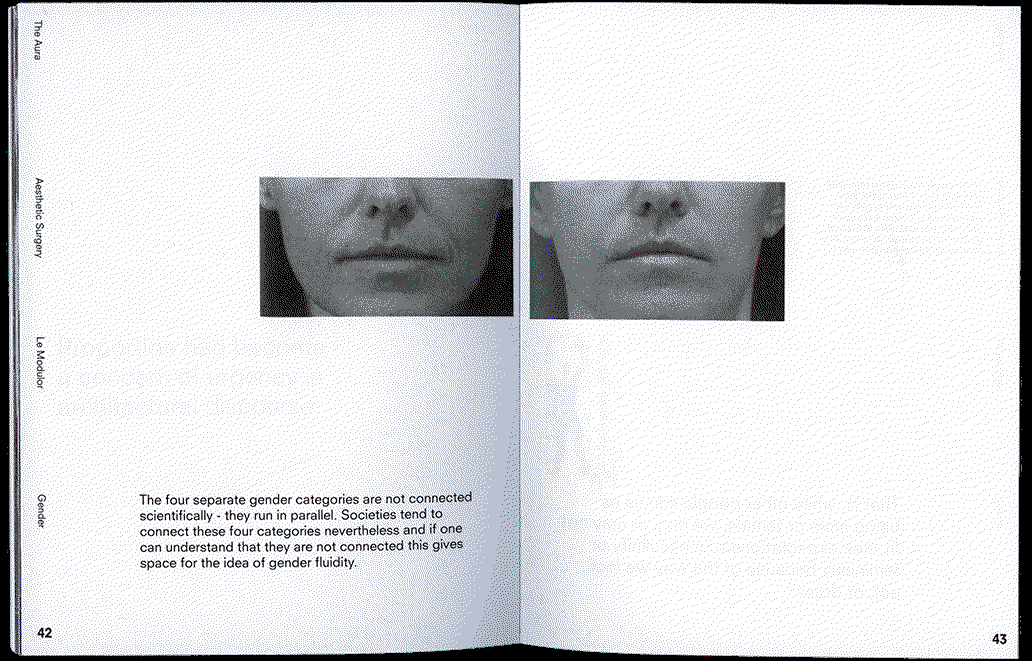 The Aura
Aesthetic Surgery
Le Modulor
Gender
The four separate gender categories are not connected
scientifically - they run in parallel. Societies tend to
connect these four categories nevertheless and if one
can understand that they are not connected this gives
space for the idea of gender fluidity.
42
43